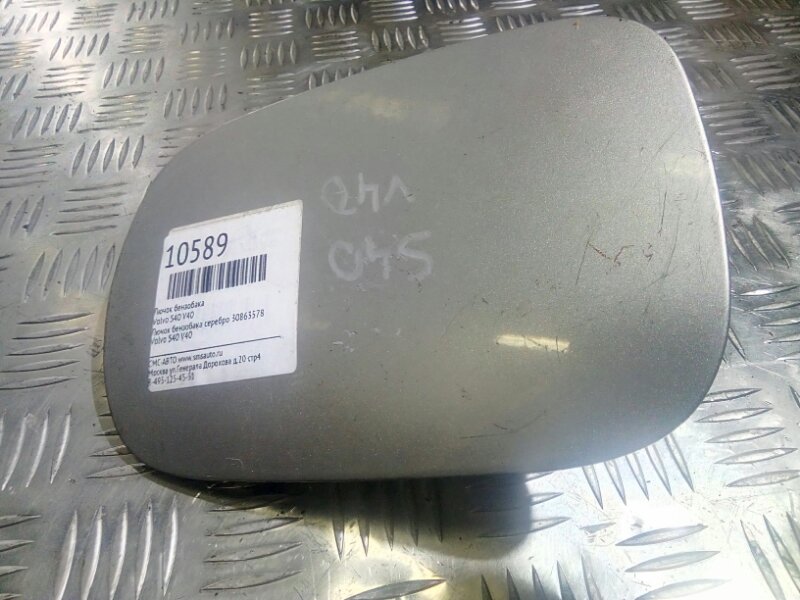 10589
Лючок бензобака
Volvo S40 V40
Лючок бензобака серебро 30863578
Volvo S40 V40
СМС-АВТО www.smsauto.ru
Москва ул.Генерала Дорохова д.20 стр4
8-495-125-45-50
V40
S40